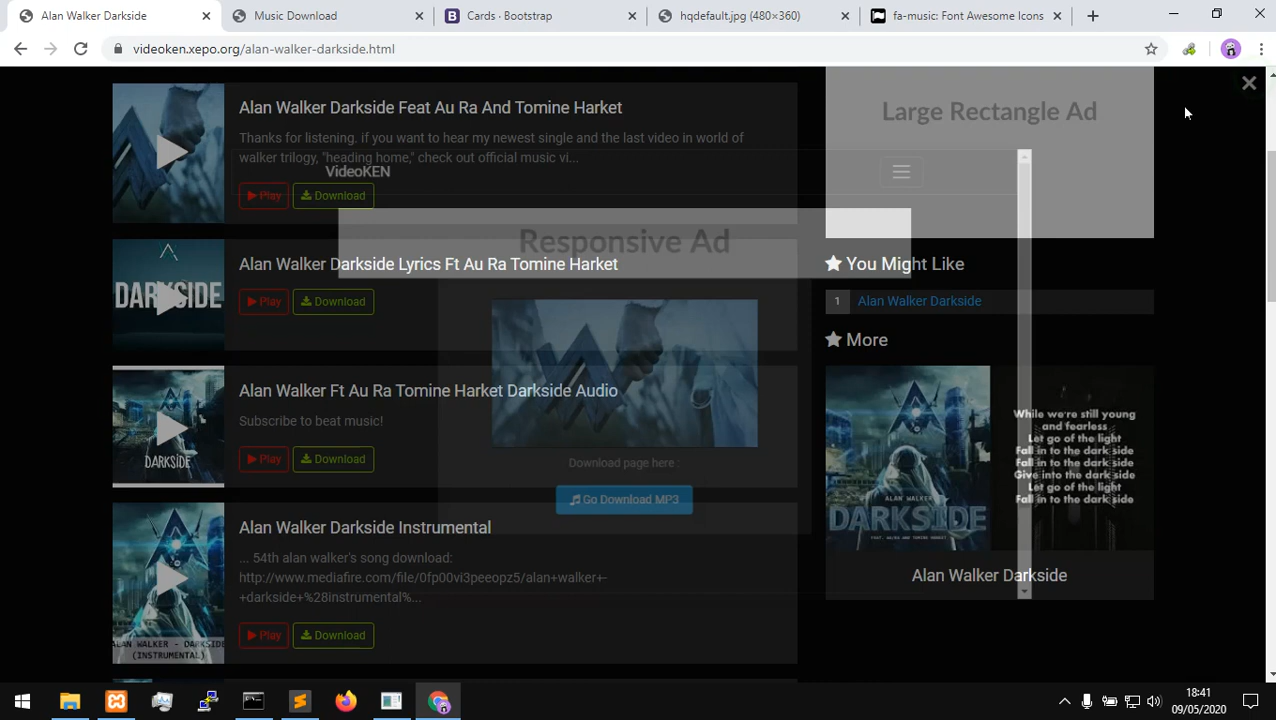 Alan Walker Darkside
Music Download
Cards · Bootstrap
hqdefault.jpg (480×360)
fa-music: Font Awesome Icons
videoken.xepo.org/alan-walker-darkside.html
Alan Walker Darkside Feat Au Ra And Tomine Harket
Thanks for listening. if you want to hear my newest single and the last video in world of
walker trilogy, "heading home," check out official music vi...
Play
Download
VideoKEN
Responsive Ad
DARKSIDE
Alan Walker Darkside Lyrics Ft Au Ra Tomine Harket
Play
Download
DARKSIDE
Alan Walker Ft Au Ra Tomine Harket Darkside Audio
Subscribe to beat music!
Play
Download
Download page here :
Go Download MP3
ALAN WALKER - DARKSIDE
(INSTRUMENTAL)
Alan Walker Darkside Instrumental
... 54th alan walker's song download:
http://www.mediafire.com/file/0fp00vi3peeopz5/alan+walker+-
+darkside+%28instrumental%...
Play
Download
Large Rectangle Ad
You Might Like
1
Alan Walker Darkside
More
ALAN WALKER
DARKSIDE
While we're still young
and fearless
Let go of the light
Fall in to the dark side
Fall in to the dark side
Give into the dark side
Let go of the light
Fall in to the dark side
Alan Walker Darkside
18:41
09/05/2020